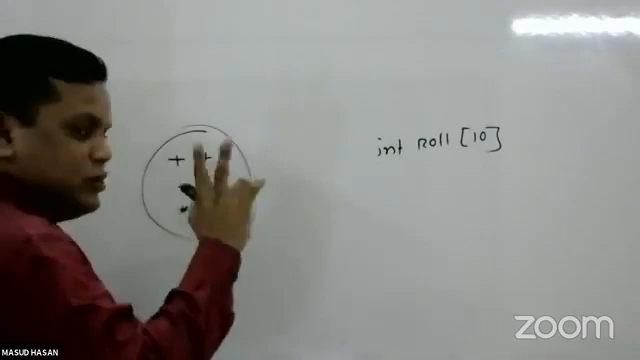 + +
int Roll [10]
zoom
MASUD HASAN